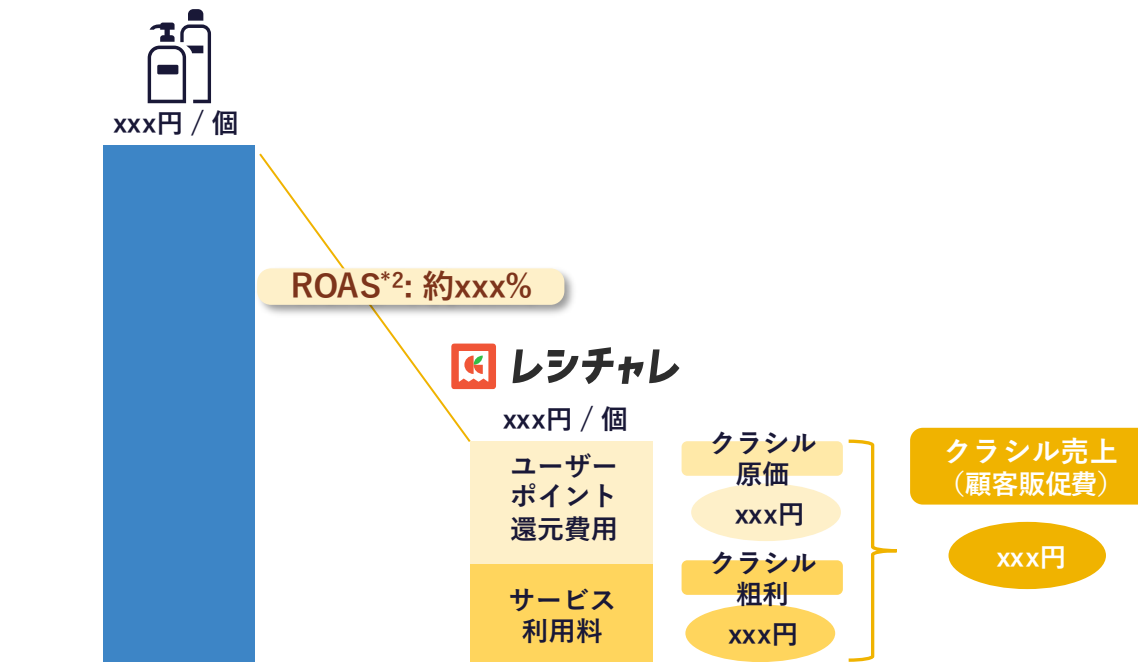 xxx円 / 個
ROAS*2: 約xxx%
レシチャレ
xxx円 / 個
ユーザー
ポイント
還元費用
サービス
利用料
クラシル
原価
xxx円
クラシル
粗利
xxx円
クラシル売上
（顧客販促費）
xxx円